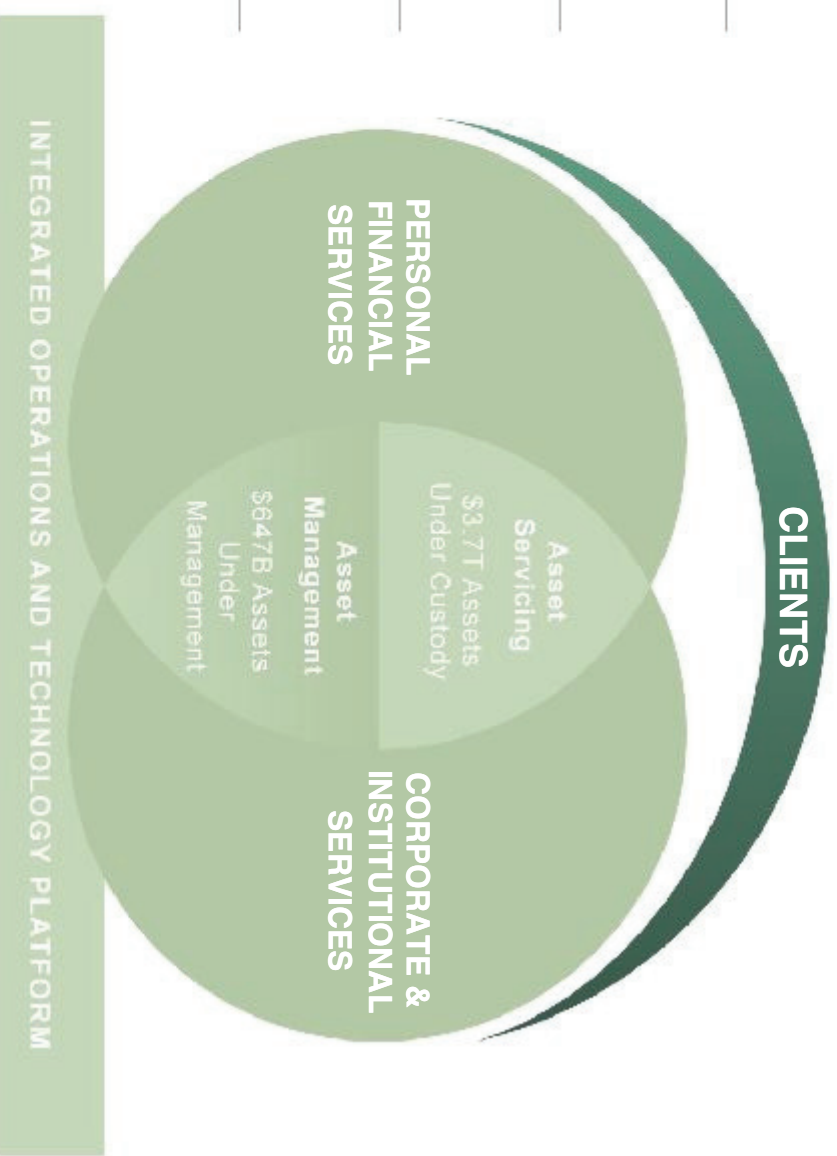 CLIENTS
PERSONAL
FINANCIAL
SERVICES
Asset
Servicing
$3.7T Assets
Under Custody
Asset
Management
$647B Assets
Under
Management
CORPORATE &
INSTITUTIONAL
SERVICES
INTEGRATED OPERATIONS AND TECHNOLOGY PLATFORM